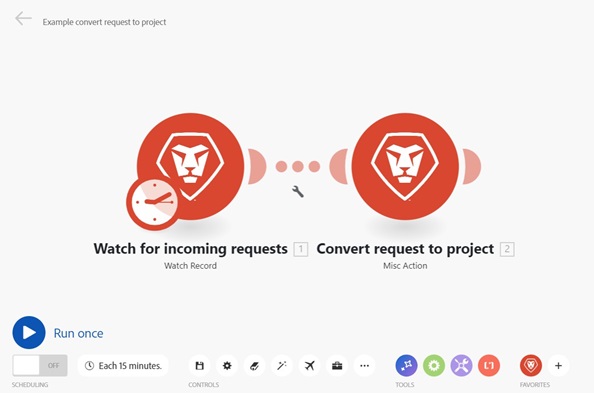 Example convert request to project
Watch for incoming requests 1
Watch Record
Convert request to project 2
Misc Action
Run once
OFF
Each 15 minutes.
SCHEDULING
CONTROLS
TOOLS
FAVORITES